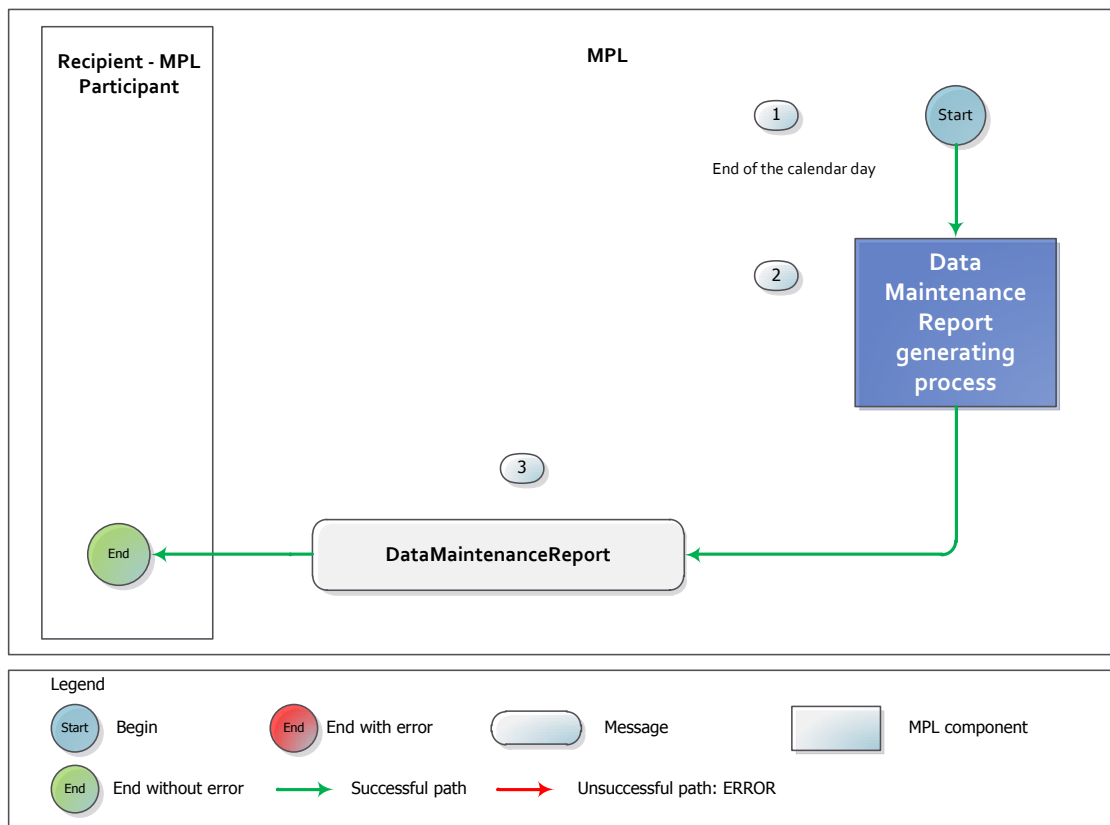 Recipient - MPL
Participant
MPL
1
Start
End of the calendar day
2
Data
Maintenance
Report
generating
process
3
End
DataMaintenanceReport
Legend
Start
Begin
End
End with error
Message
MPL component
End
End without error
Successful path
Unsuccessful path: ERROR